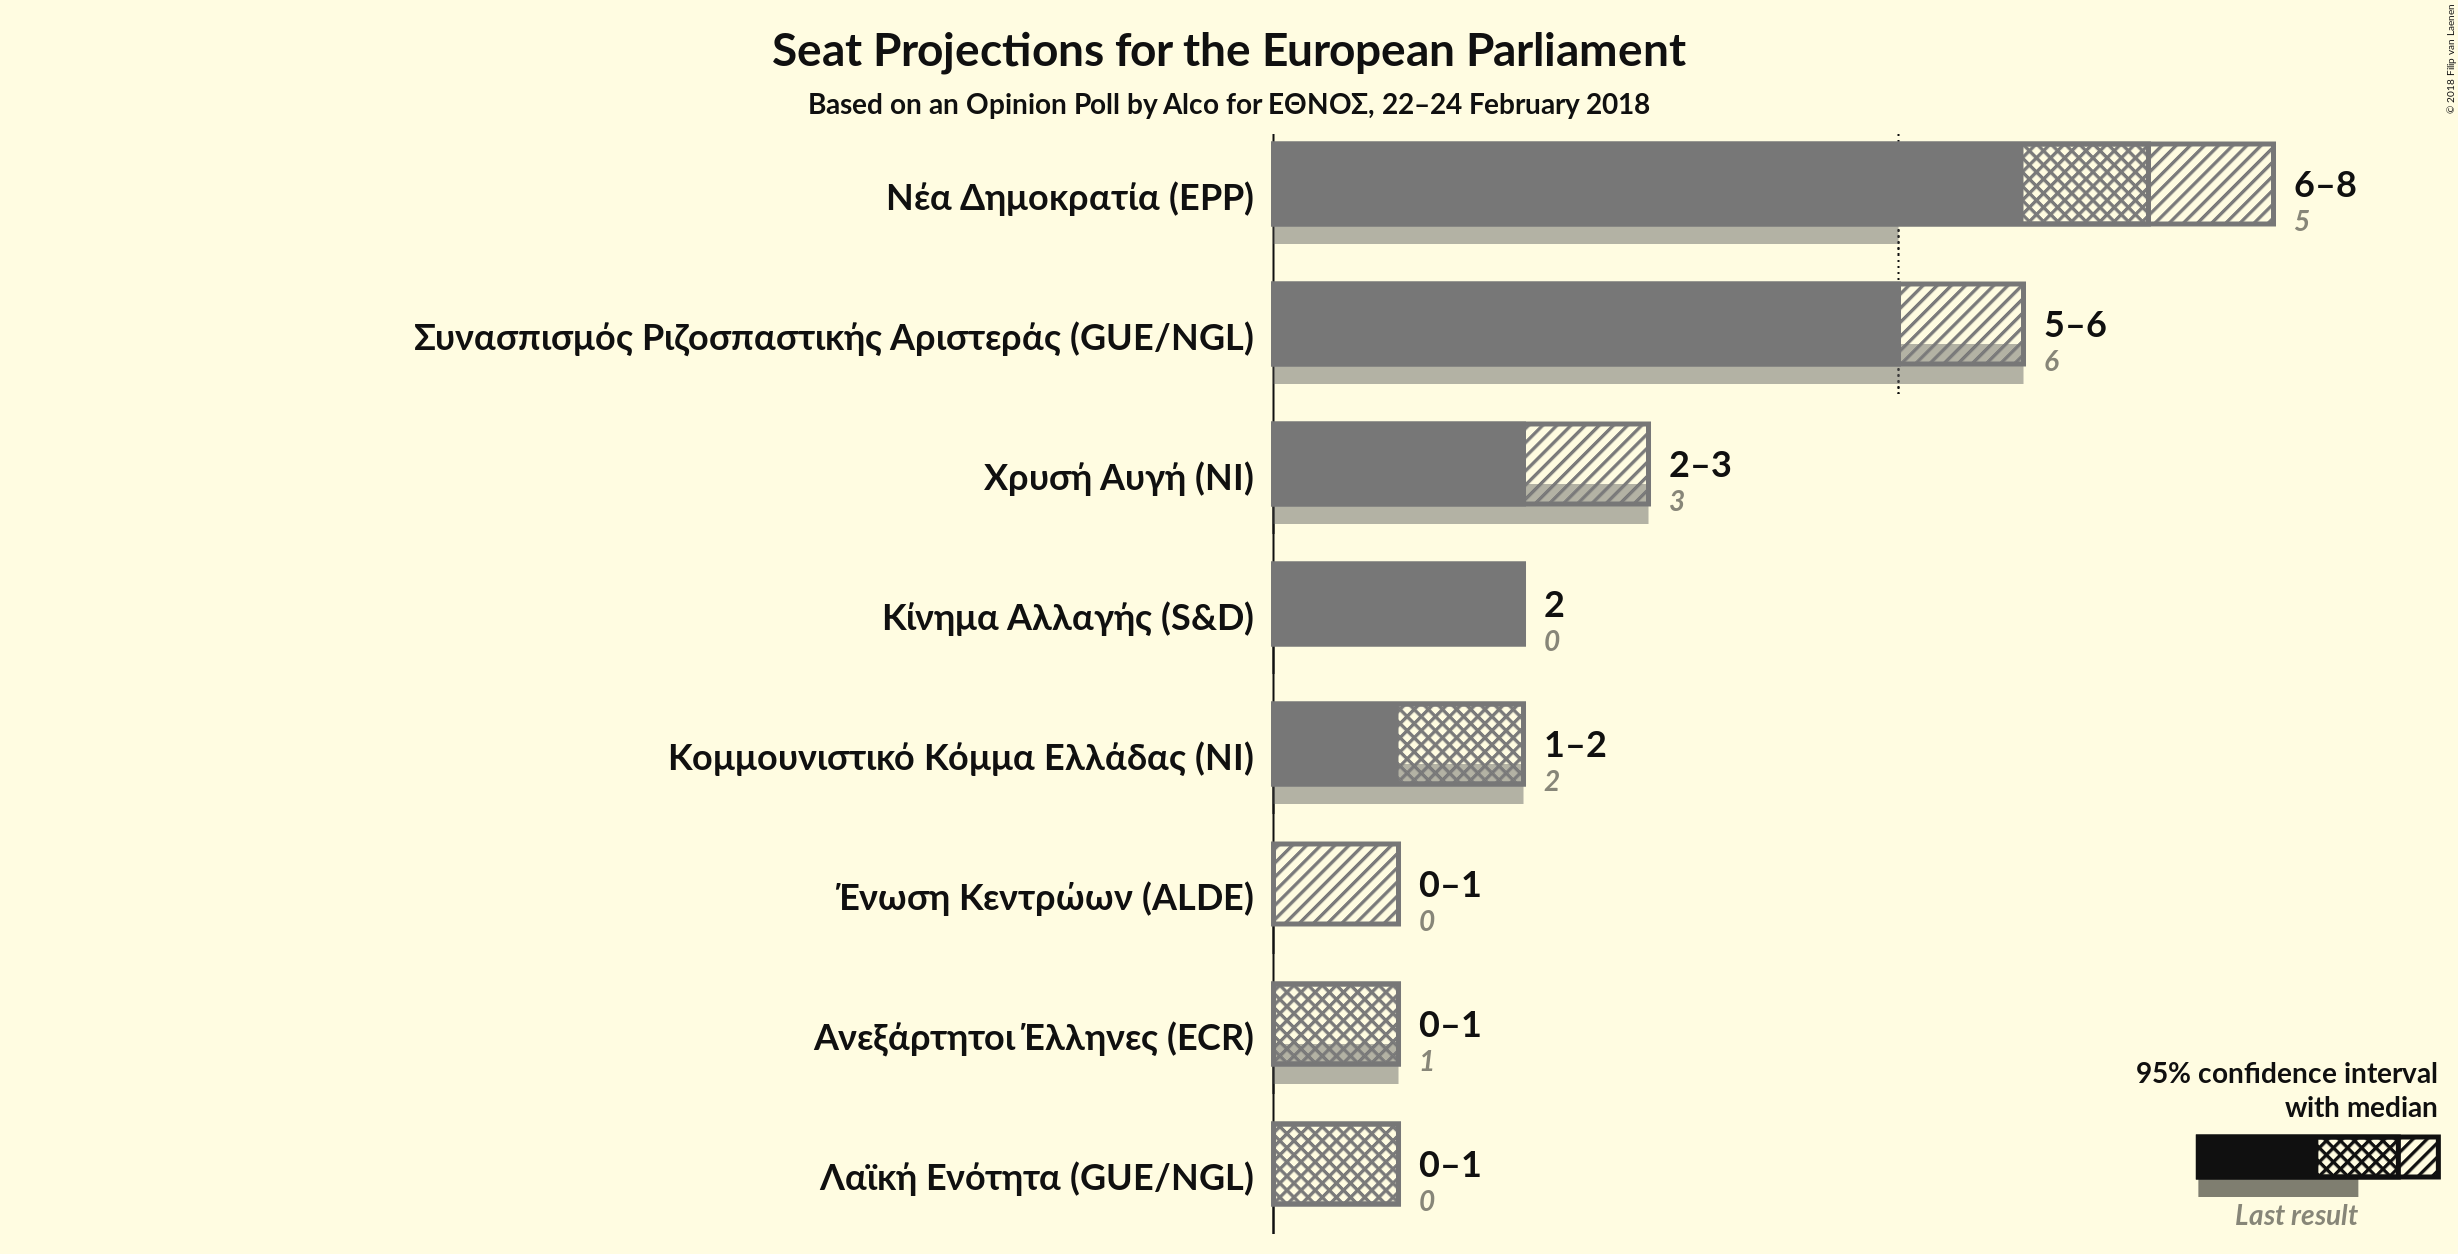 Seat Projections for the European Parliament
Based on an Opinion Poll by Alco for ΕΘΝΟΣ, 22–24 February 2018
© 2018 Filip van Laenen
Νέα Δημοκρατία (EPP)
6–8
5
Συνασπισμός Ριζοσπαστικής Αριστεράς (GUE/NGL)
5–6
6
Χρυσή Αυγή (NI)
2–3
3
Κίνημα Αλλαγής (S&D)
2
0
Κομμουνιστικό Κόμμα Ελλάδας (NI)
1–2
2
Ένωση Κεντρώων (ALDE)
0–1
0
Ανεξάρτητοι Έλληνες (ECR)
0–1
1
Λαϊκή Ενότητα (GUE/NGL)
0–1
0
95% confidence interval
with median
Last result